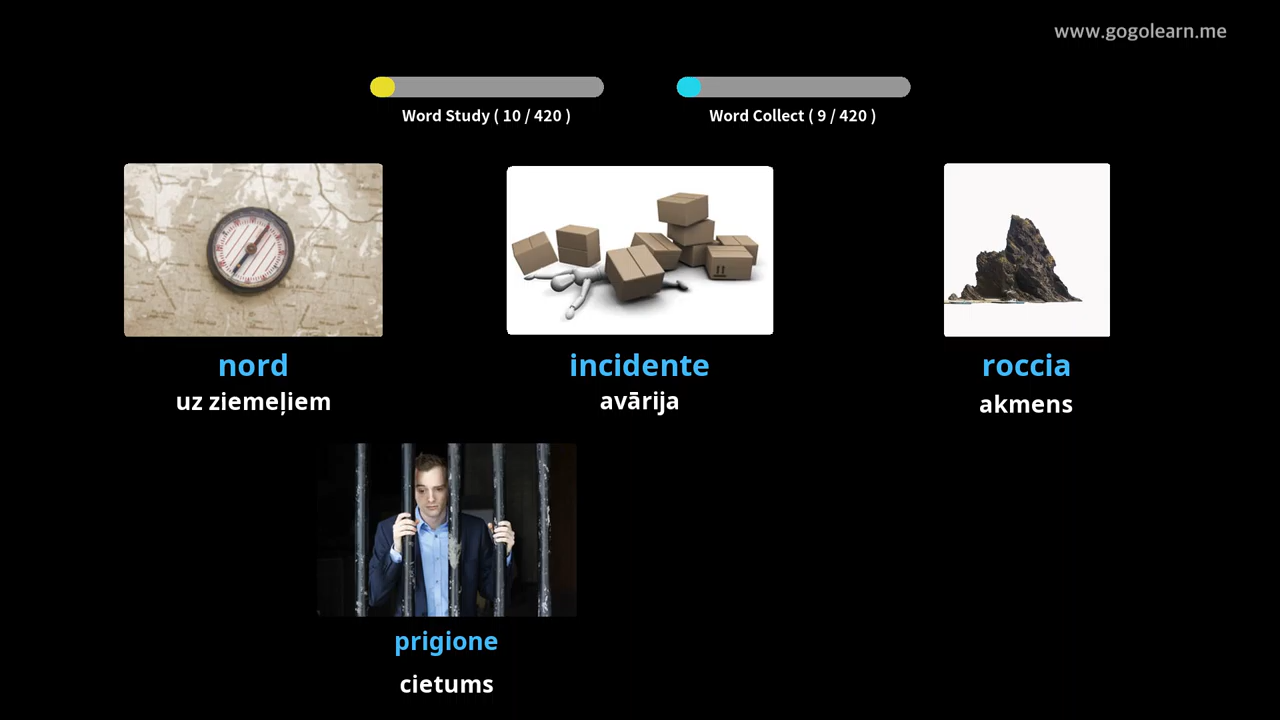 www.gogolearn.me
Word Study ( 10 / 420 )
Word Collect ( 9 / 420 )
nord
uz ziemeļiem
incidente
avārija
roccia
akmens
prigione
cietums